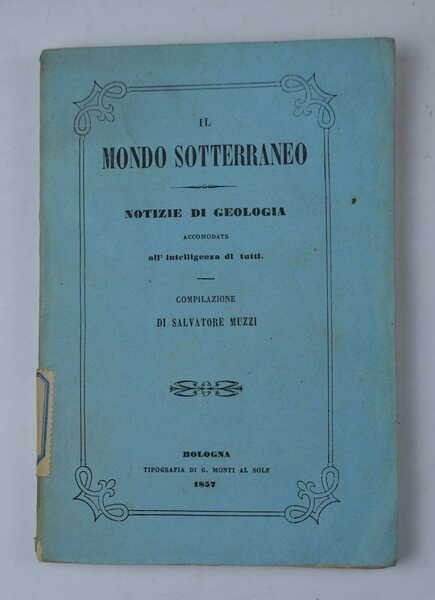 IL
MONDO SOTTERRANEO
NOTIZIE DI GEOLOGIA
ACCOMODATE
all' intelligenza di tutti.
COMPILAZIONE
DI SALVATORE MUZZI
BOLOGNA
TIPOGRAFIA DI G. MONTI AL SOLE
1857